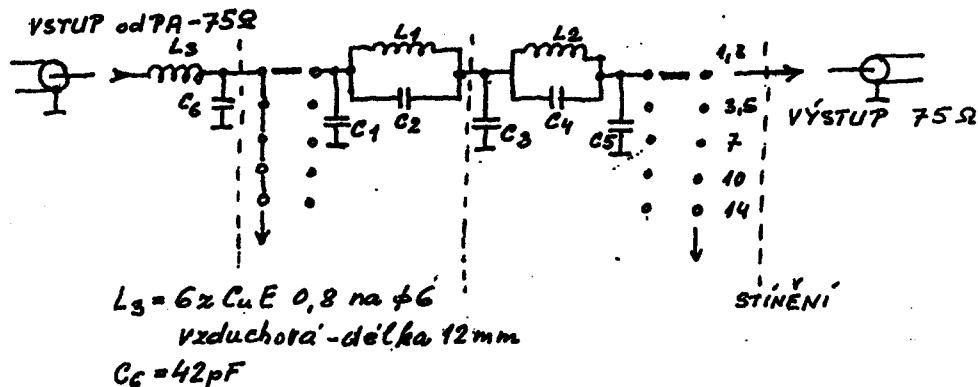 VSTUP od PA - 75Ω
L3
C6
L1
C1
C2
C3
L2
C4
C5
1,8
3,5
7
10
14
VÝSTUP 75Ω
STÍNĚNÍ
L3 = 6z CuE 0,8 na ϕ6
vzduchová - délka 12mm
C6 = 42pF